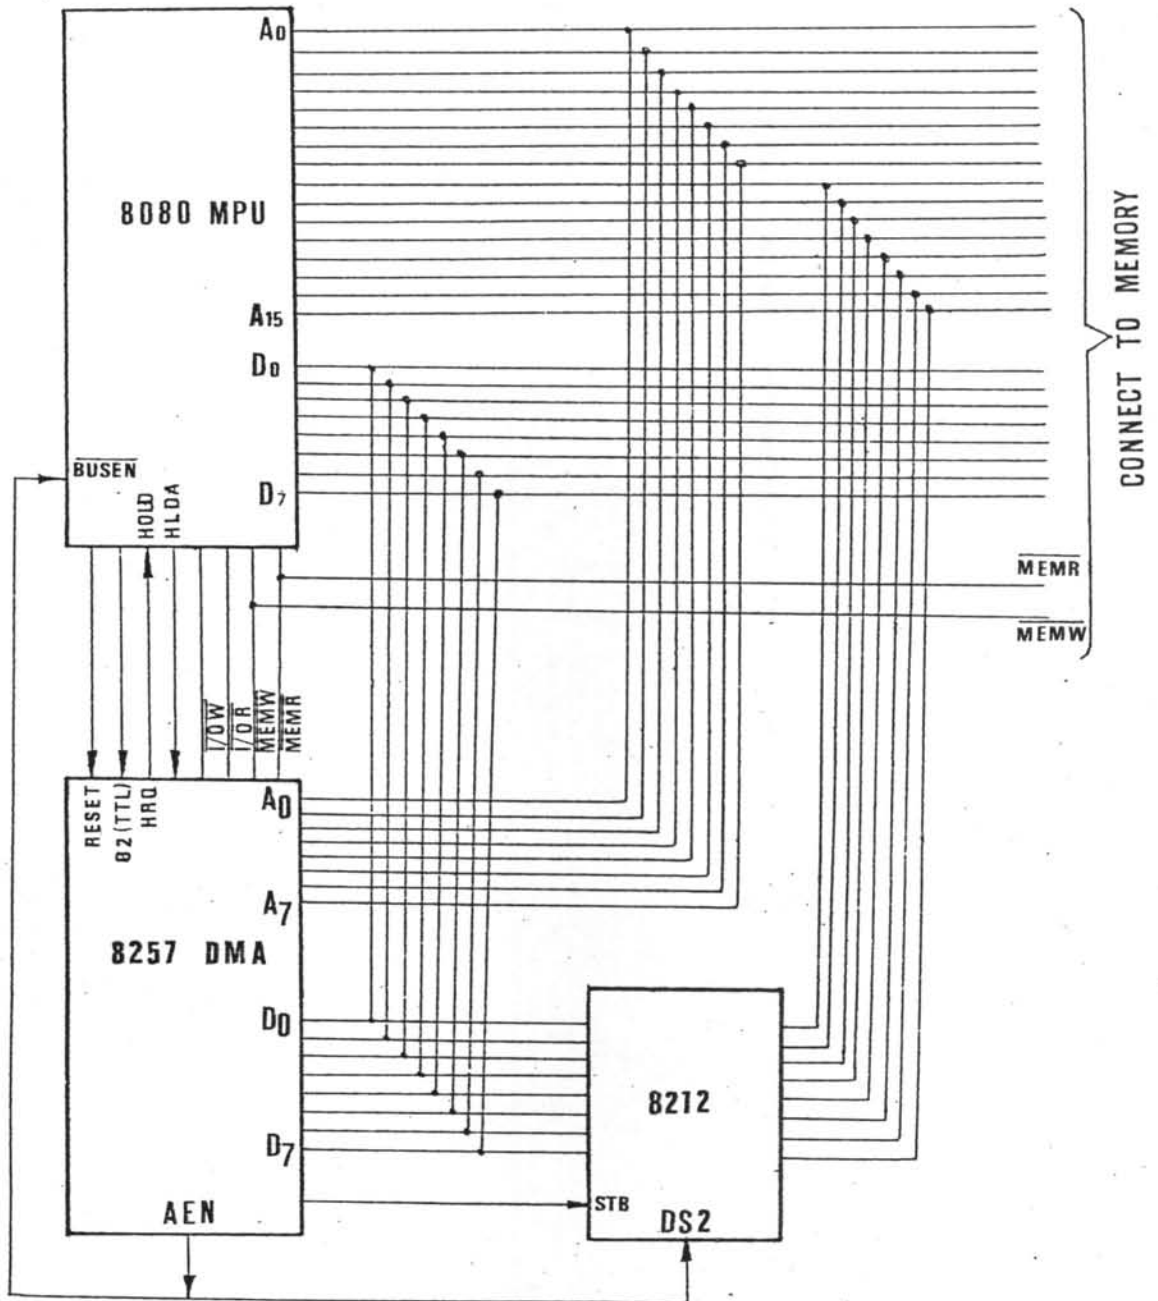 A0
8080 MPU
A15
D0
BUSEN
D7
HOLD
HLDA
CONNECT TO MEMORY
MEMR
MEMW
I/OW
I/OR
MEMW
MEMR
RESET
02(TTL)
HRQ
A0
A7
8257 DMA
D0
D7
AEN
8212
STB
DS2